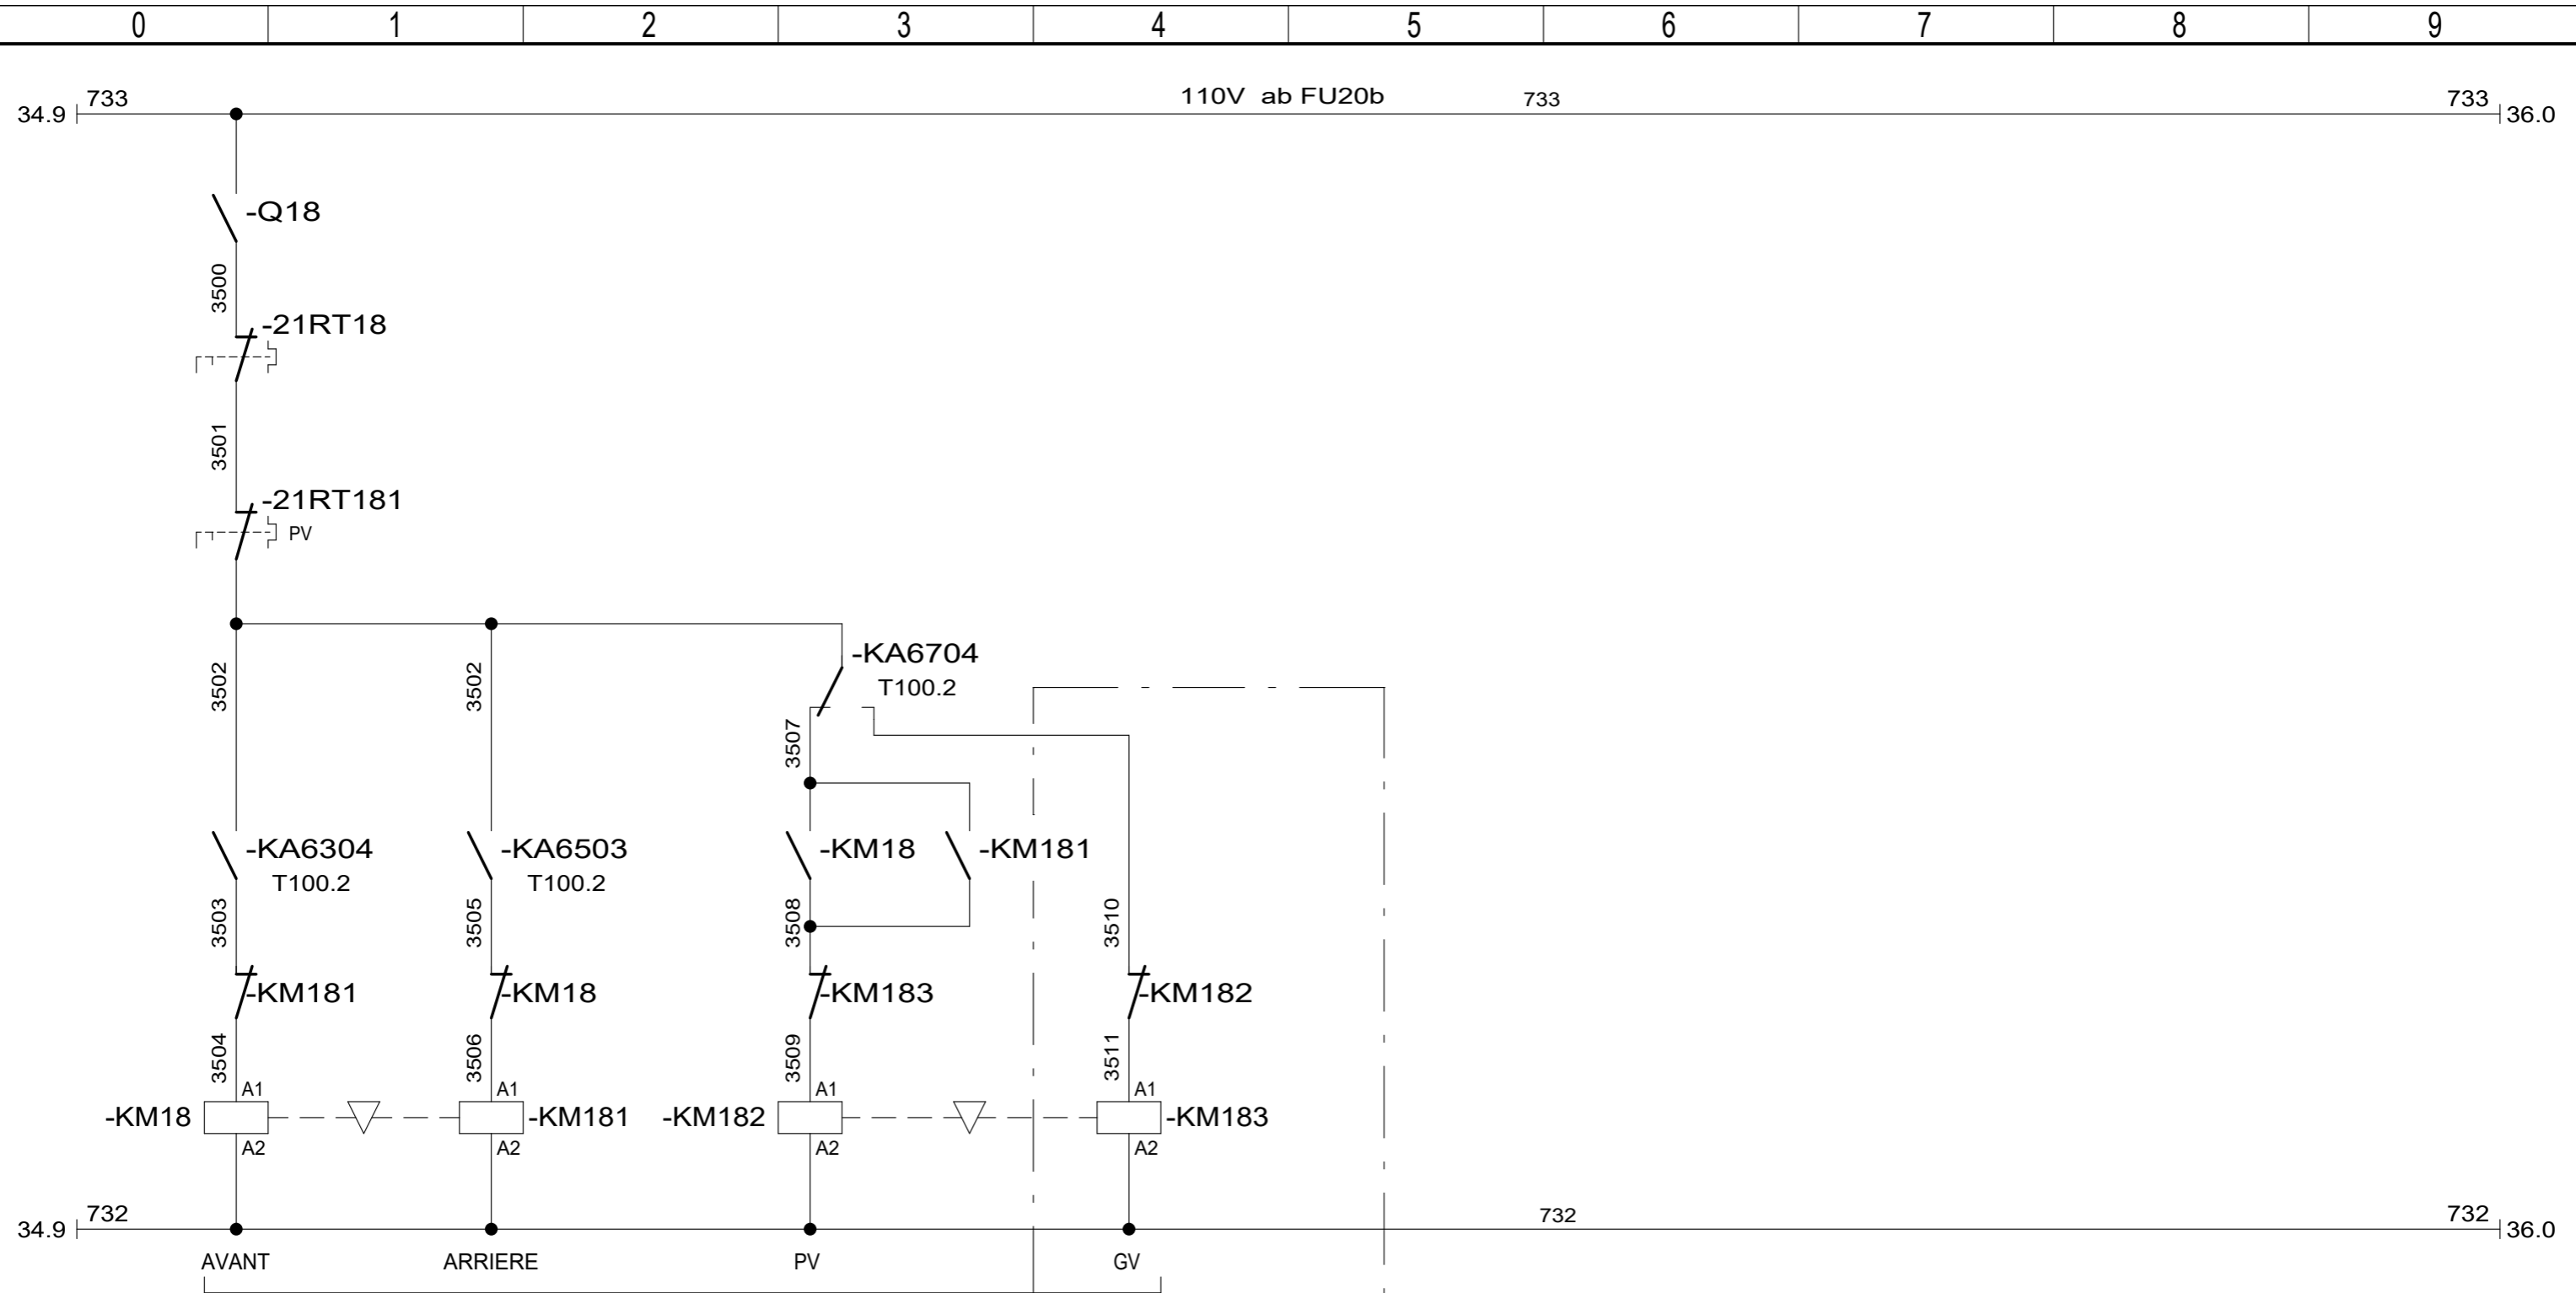 0 1 2 3 4 5 6 7 8 9
34.9 733 110V ab FU20b 733 733 36.0
-Q18
3500
-21RT18
3501
-21RT181
PV
-KA6704
T100.2
3502 3502
3507
-KA6304 -KA6503 -KM18 -KM181
T100.2 T100.2
3503 3505 3508 3510
-KM181 -KM18 -KM183 -KM182
3504 3506 3509 3511
A1 A1 A1 A1
-KM18 -KM181 -KM182 -KM183
A2 A2 A2 A2
34.9 732 732 732 36.0
AVANT ARRIERE PV GV